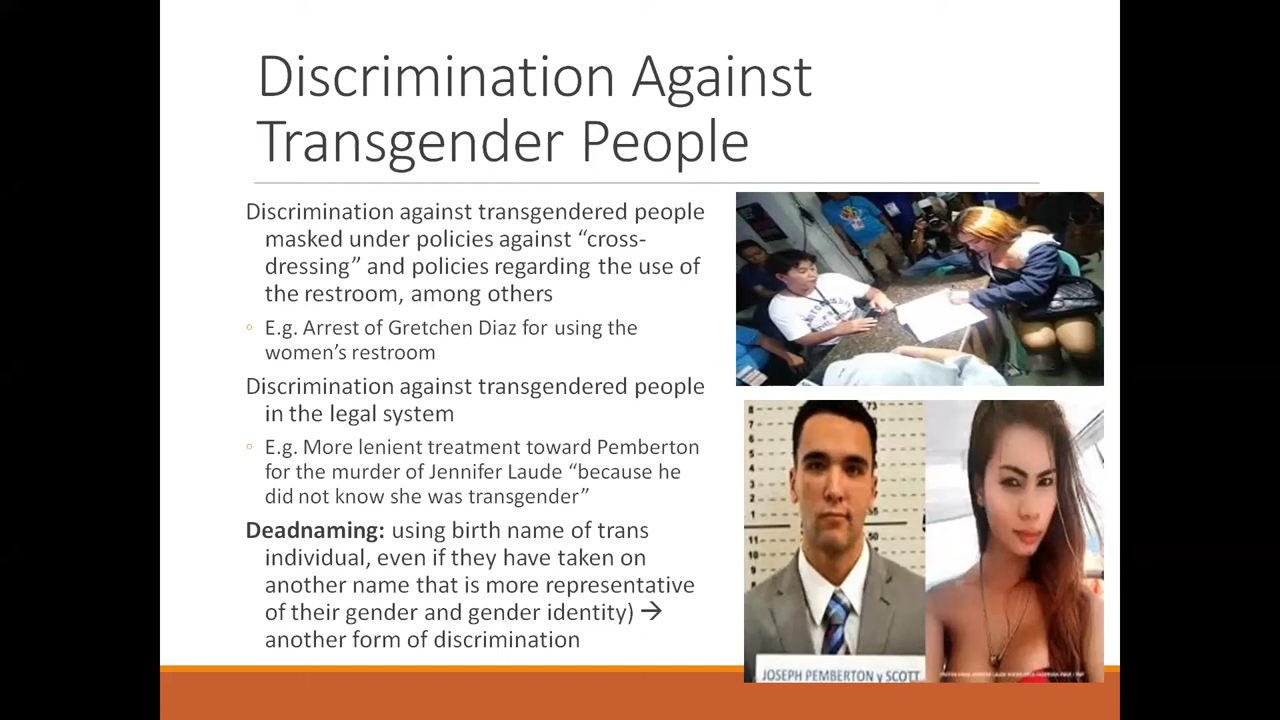 Discrimination Against
Transgender People
Discrimination against transgendered people
masked under policies against “cross-
dressing” and policies regarding the use of
the restroom, among others
◦ E.g. Arrest of Gretchen Diaz for using the
women’s restroom
Discrimination against transgendered people
in the legal system
◦ E.g. More lenient treatment toward Pemberton
for the murder of Jennifer Laude “because he
did not know she was transgender”
Deadnaming: using birth name of trans
individual, even if they have taken on
another name that is more representative
of their gender and gender identity) →
another form of discrimination
JOSEPH PEMBERTON y SCOTT